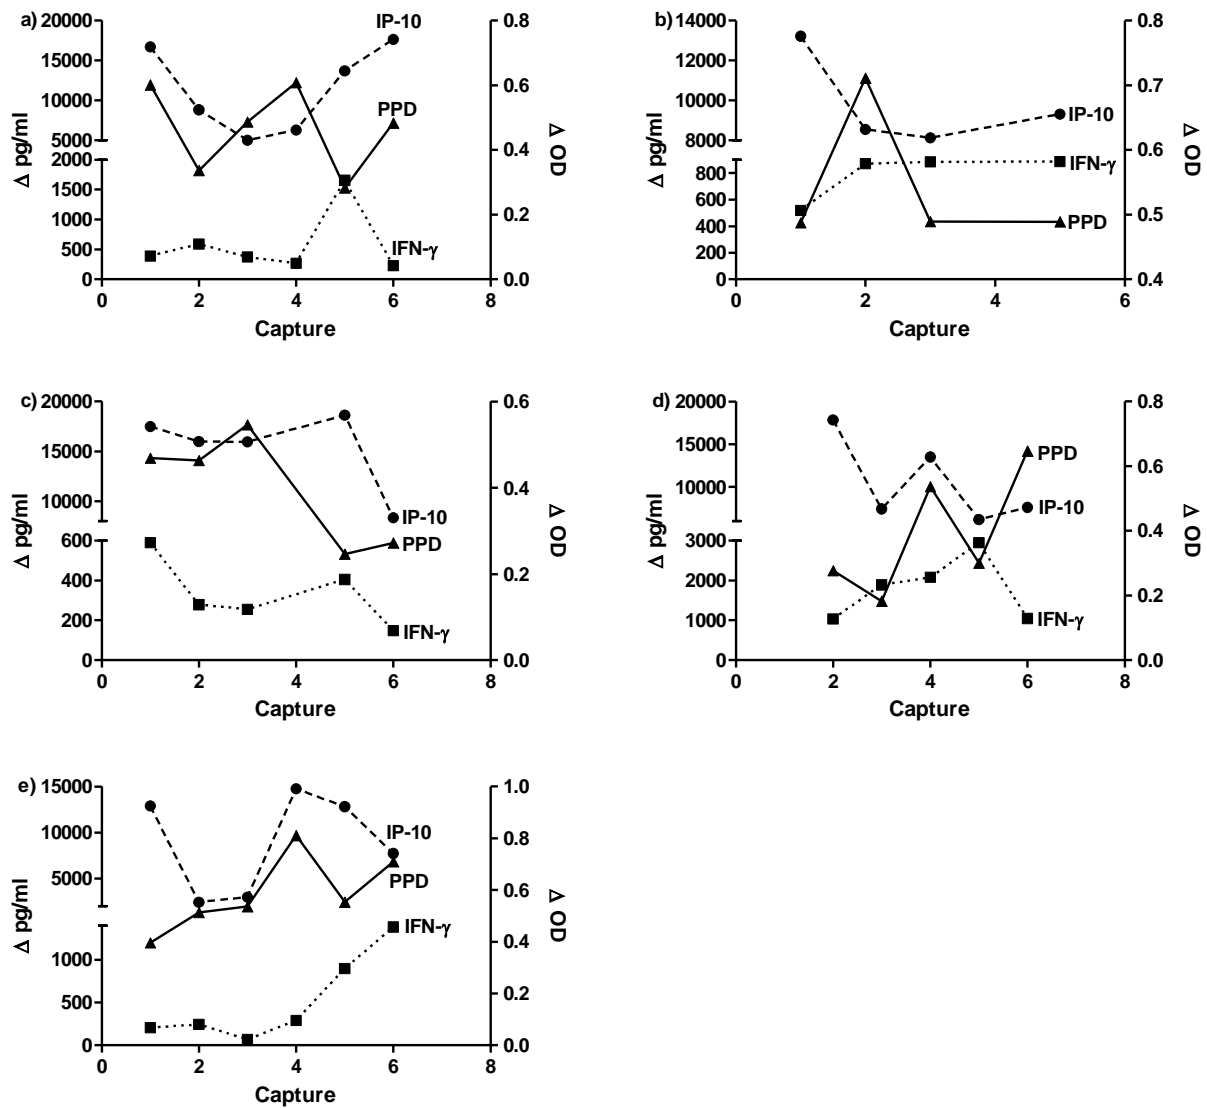 a)
20000
15000
10000
5000
2000
1500
1000
500
0
Δ pg/ml
0.8
0.6
0.4
0.2
0.0
Δ OD
IP-10
PPD
IFN-γ
0 2 4 6 8
Capture
b)
14000
12000
10000
8000
800
600
400
200
0
Δ pg/ml
0.8
0.7
0.6
0.5
0.4
Δ OD
IP-10
IFN-γ
PPD
0 2 4 6
Capture
c)
20000
15000
10000
600
400
200
0
Δ pg/ml
0.6
0.4
0.2
0.0
Δ OD
IP-10
PPD
IFN-γ
0 2 4 6 8
Capture
d)
20000
15000
10000
3000
2000
1000
0
Δ pg/ml
0.8
0.6
0.4
0.2
0.0
Δ OD
PPD
IP-10
IFN-γ
0 2 4 6 8
Capture
e)
15000
10000
5000
1000
500
0
Δ pg/ml
1.0
0.8
0.6
0.4
0.2
0.0
Δ OD
IP-10
PPD
IFN-γ
0 2 4 6 8
Capture